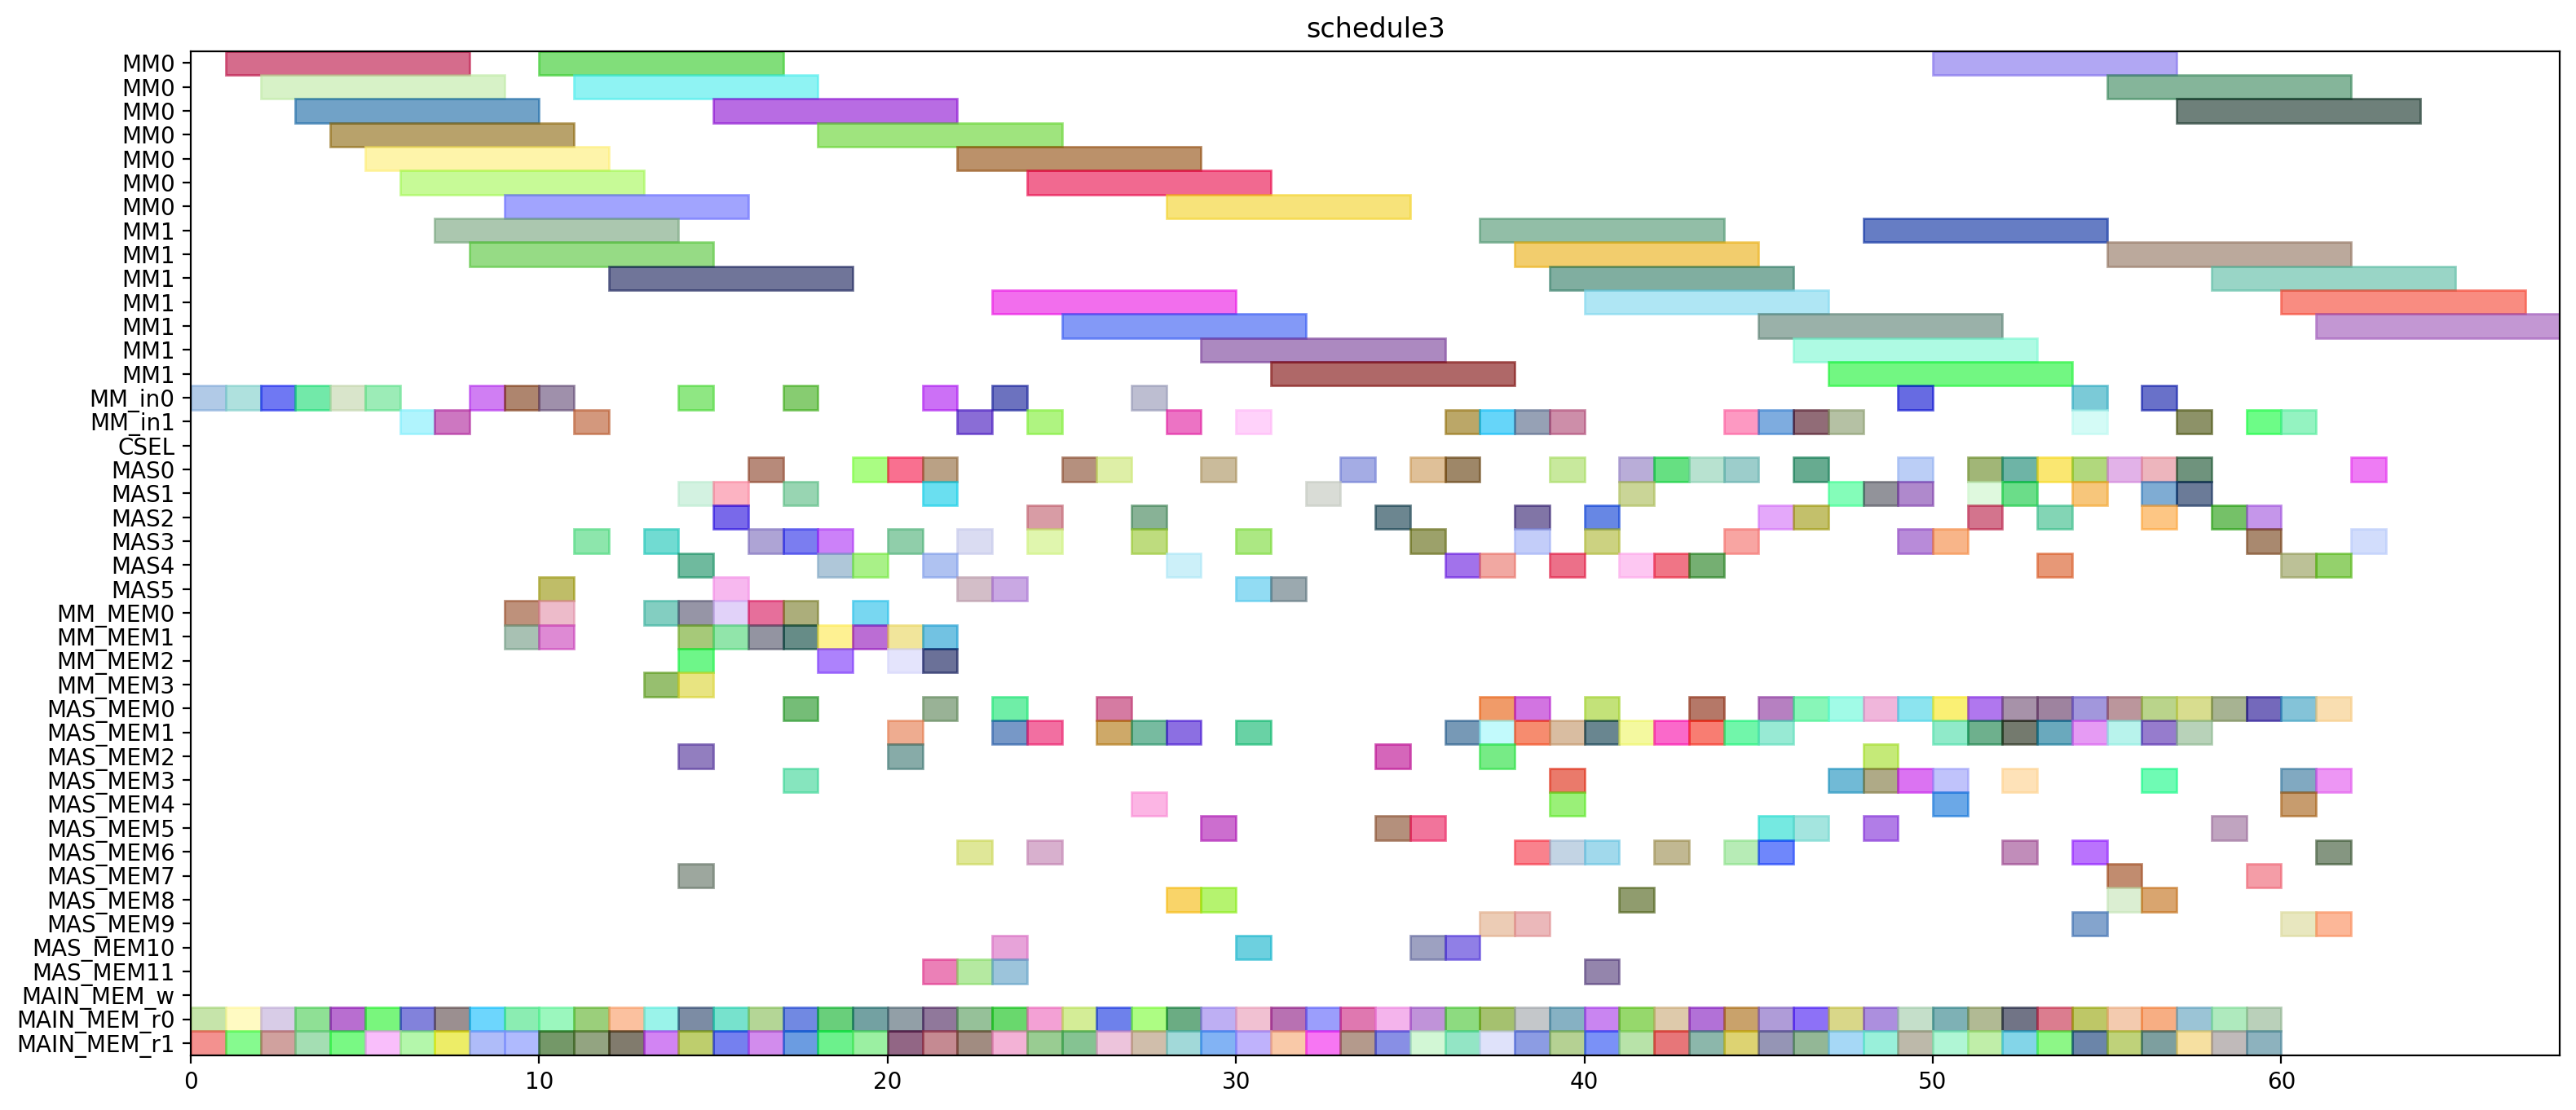 schedule3
MM0
MM0
MM0
MM0
MM0
MM0
MM0
MM1
MM1
MM1
MM1
MM1
MM1
MM1
MM_in0
MM_in1
CSEL
MAS0
MAS1
MAS2
MAS3
MAS4
MAS5
MM_MEM0
MM_MEM1
MM_MEM2
MM_MEM3
MAS_MEM0
MAS_MEM1
MAS_MEM2
MAS_MEM3
MAS_MEM4
MAS_MEM5
MAS_MEM6
MAS_MEM7
MAS_MEM8
MAS_MEM9
MAS_MEM10
MAS_MEM11
MAIN_MEM_w
MAIN_MEM_r0
MAIN_MEM_r1
0 10 20 30 40 50 60